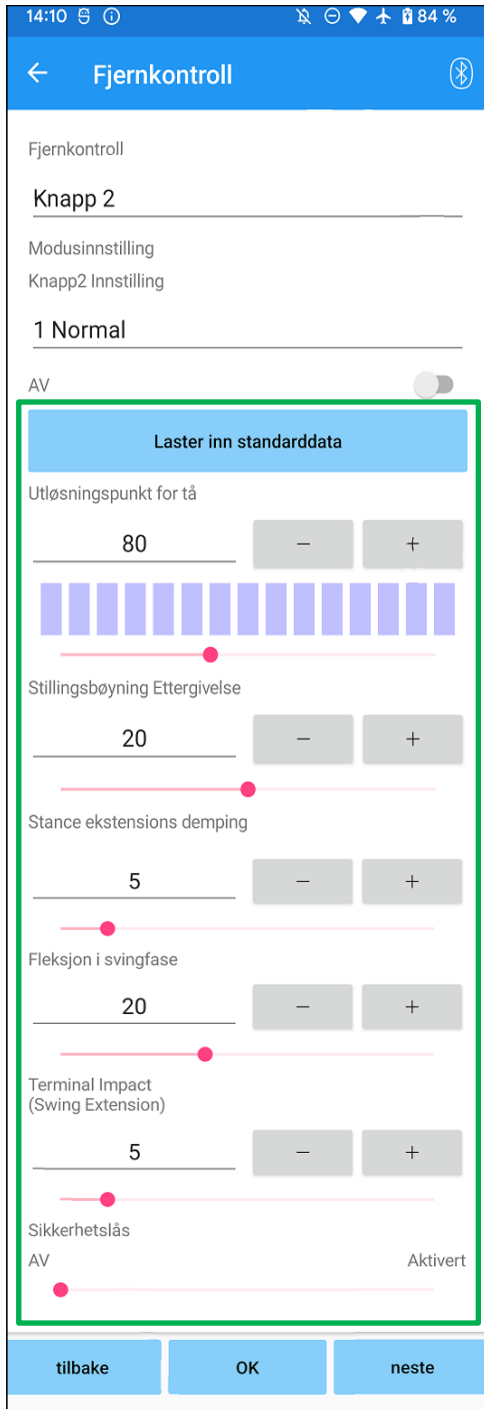 14:10 84 %
Fjernkontroll
Fjernkontroll
Knapp 2
Modusinnstilling
Knapp2 Innstilling
1 Normal
AV
Laster inn standarddata
Utløsningspunkt for tå
80 − +
Stillingsbøyning Ettergivelse
20 − +
Stance ekstensions demping
5 − +
Fleksjon i svingfase
20 − +
Terminal Impact
(Swing Extension)
5 − +
Sikkerhetslås
AV Aktivert
tilbake OK neste